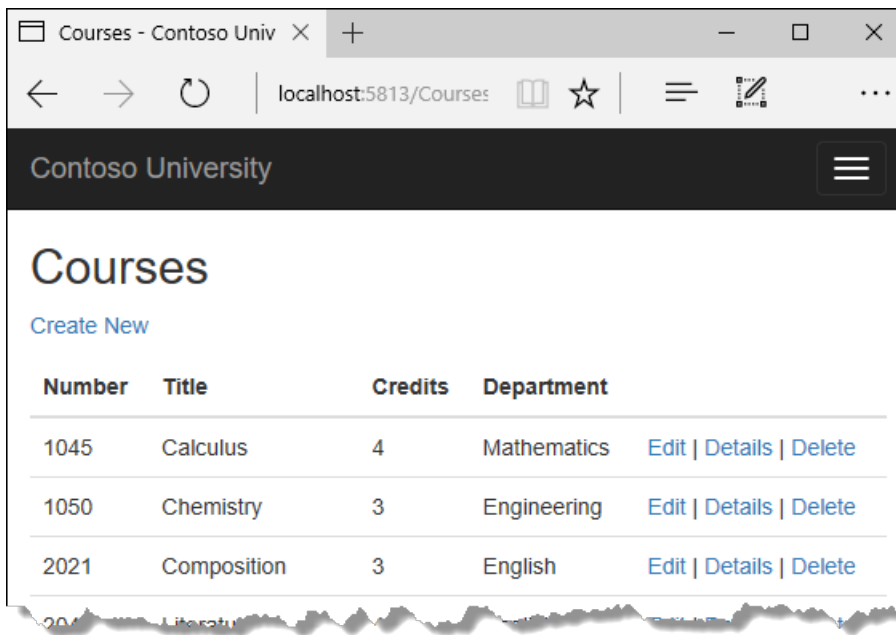 Courses - Contoso Univ
localhost:5813/Courses
Contoso University
Courses
Create New
Number Title Credits Department
1045 Calculus 4 Mathematics Edit | Details | Delete
1050 Chemistry 3 Engineering Edit | Details | Delete
2021 Composition 3 English Edit | Details | Delete